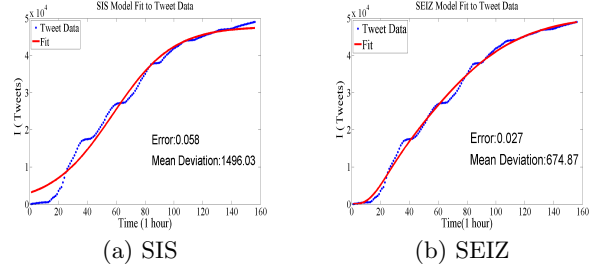 SIS Model Fit to Tweet Data
x 10^4
Tweet Data
Fit
I ( Tweets)
5
4
3
2
1
0
Error:0.058
Mean Deviation:1496.03
0 20 40 60 80 100 120 140 160
Time (1 hour)
(a) SIS
SEIZ Model Fit to Tweet Data
x 10^4
Tweet Data
Fit
I ( Tweets)
5
4
3
2
1
0
Error:0.027
Mean Deviation:674.87
0 20 40 60 80 100 120 140 160
Time(1 hour)
(b) SEIZ